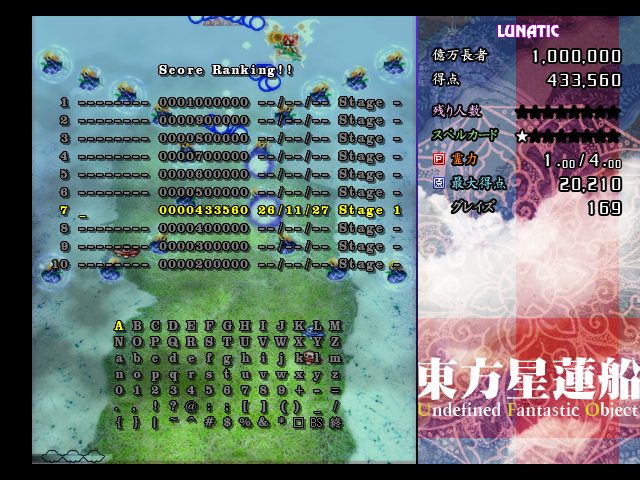 LUNATIC
Score Ranking!!
1 -------- 0001000000 --/--/-- Stage -
2 -------- 0000900000 --/--/-- Stage -
3 -------- 0000800000 --/--/-- Stage -
4 -------- 0000700000 --/--/-- Stage -
5 -------- 0000600000 --/--/-- Stage -
6 -------- 0000500000 --/--/-- Stage -
7 _ 0000433560 26/11/27 Stage 1
8 -------- 0000400000 --/--/-- Stage -
9 -------- 0000300000 --/--/-- Stage -
10 -------- 0000200000 --/--/-- Stage -
A B C D E F G H I J K L M
N O P Q R S T U V W X Y Z
a b c d e f g h i j k l m
n o p q r s t u v w x y z
0 1 2 3 4 5 6 7 8 9 + - =
. , ! ? @ : ; [ ] ( ) _ /
{ } | ~ ^ # $ % & * □ BS 終
億万長者 1,000,000
得点 433,560
残り人数 ★★★★★★★★★
スペルカード ★★★★★★★★★
P 霊力 1.00/4.00
点 最大得点 20,210
グレイズ 169
東方星蓮船
Undefined Fantastic Object